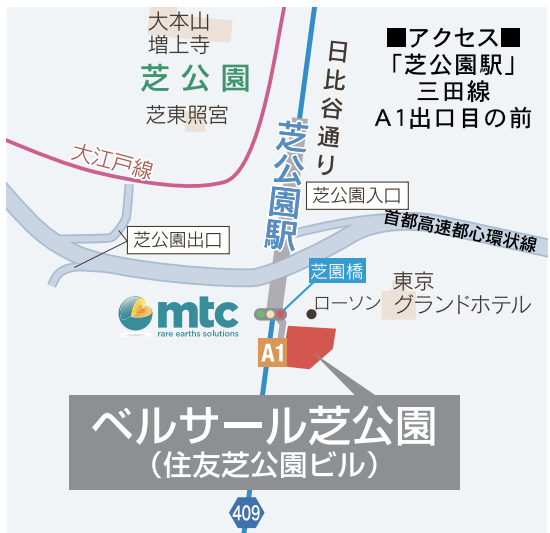 大本山
増上寺
芝公園
芝東照宮
大江戸線
日比谷通り
■アクセス■
「芝公園駅」
三田線
A1出口目の前
芝公園駅
芝公園入口
首都高速都心環状線
芝公園出口
芝園橋
東京
グランドホテル
ローソン
mtc
rare earths solutions
A1
ベルサール芝公園
（住友芝公園ビル）
409